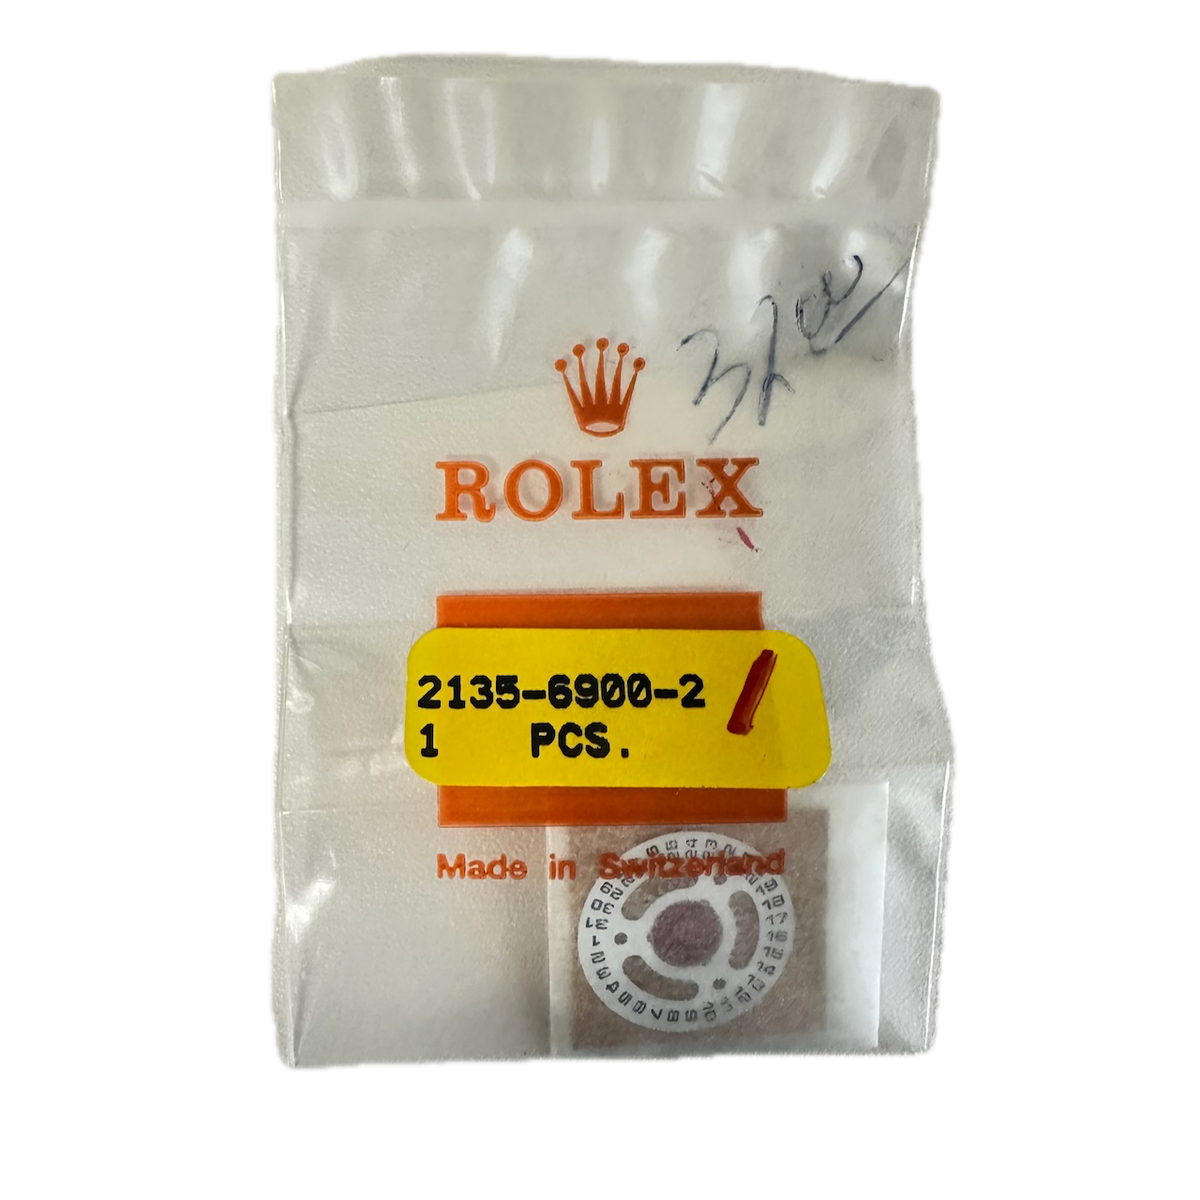 ROLEX
2135-6900-2
1 PCS.
Made in Switzerland